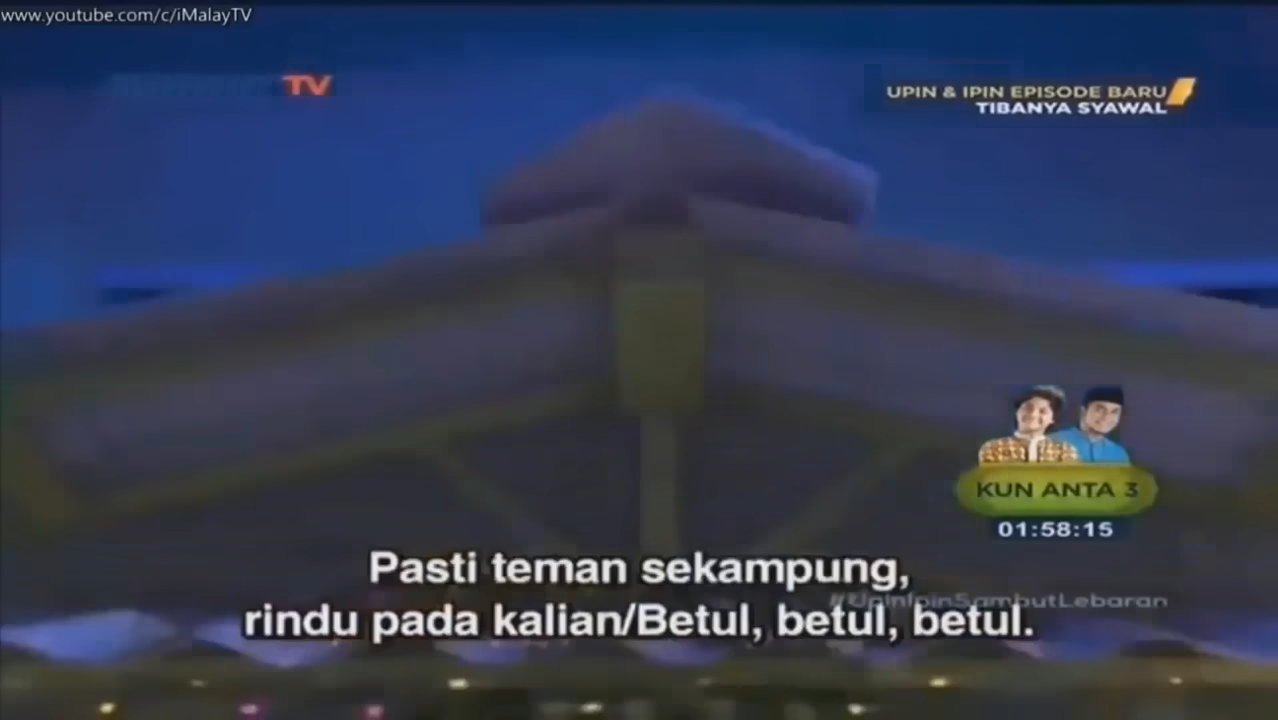 www.youtube.com/c/iMalayTV
TV
UPIN & IPIN EPISODE BARU
TIBANYA SYAWAL
KUN ANTA 3
01:58:15
Pasti teman sekampung,
rindu pada kalian/Betul, betul, betul.
#UpinIpinSambutLebaran